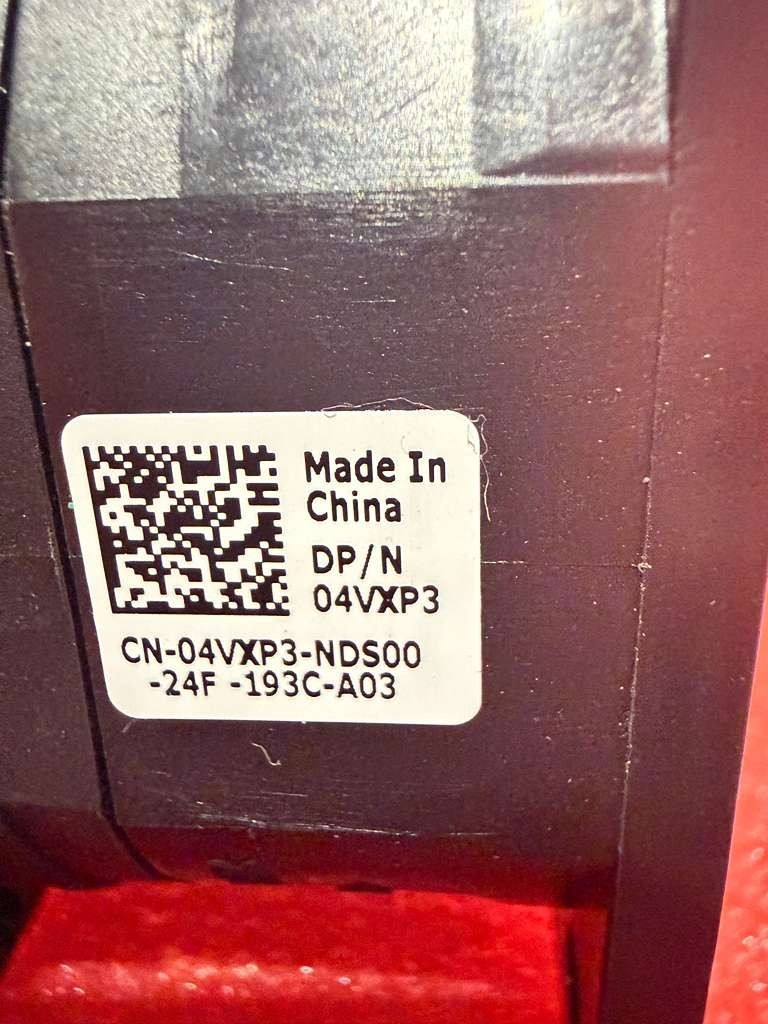 Made In
China
DP/N
04VXP3
CN-04VXP3-NDS00
-24F -193C-A03